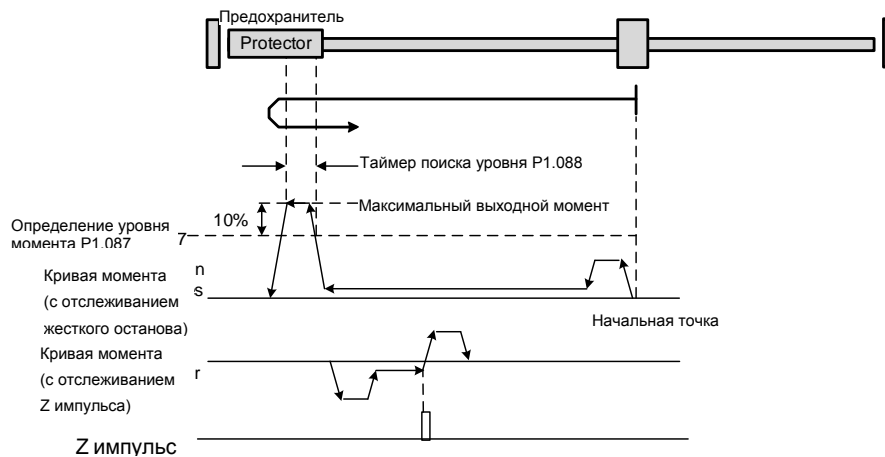 Предохранитель
Protector
Таймер поиска уровня P1.088
Максимальный выходной момент
10%
Определение уровня
момента P1.087
7
Кривая момента
n
(с отслеживанием
s
жесткого останова)
Начальная точка
Кривая момента
(с отслеживанием
r
Z импульса)
Z импульс